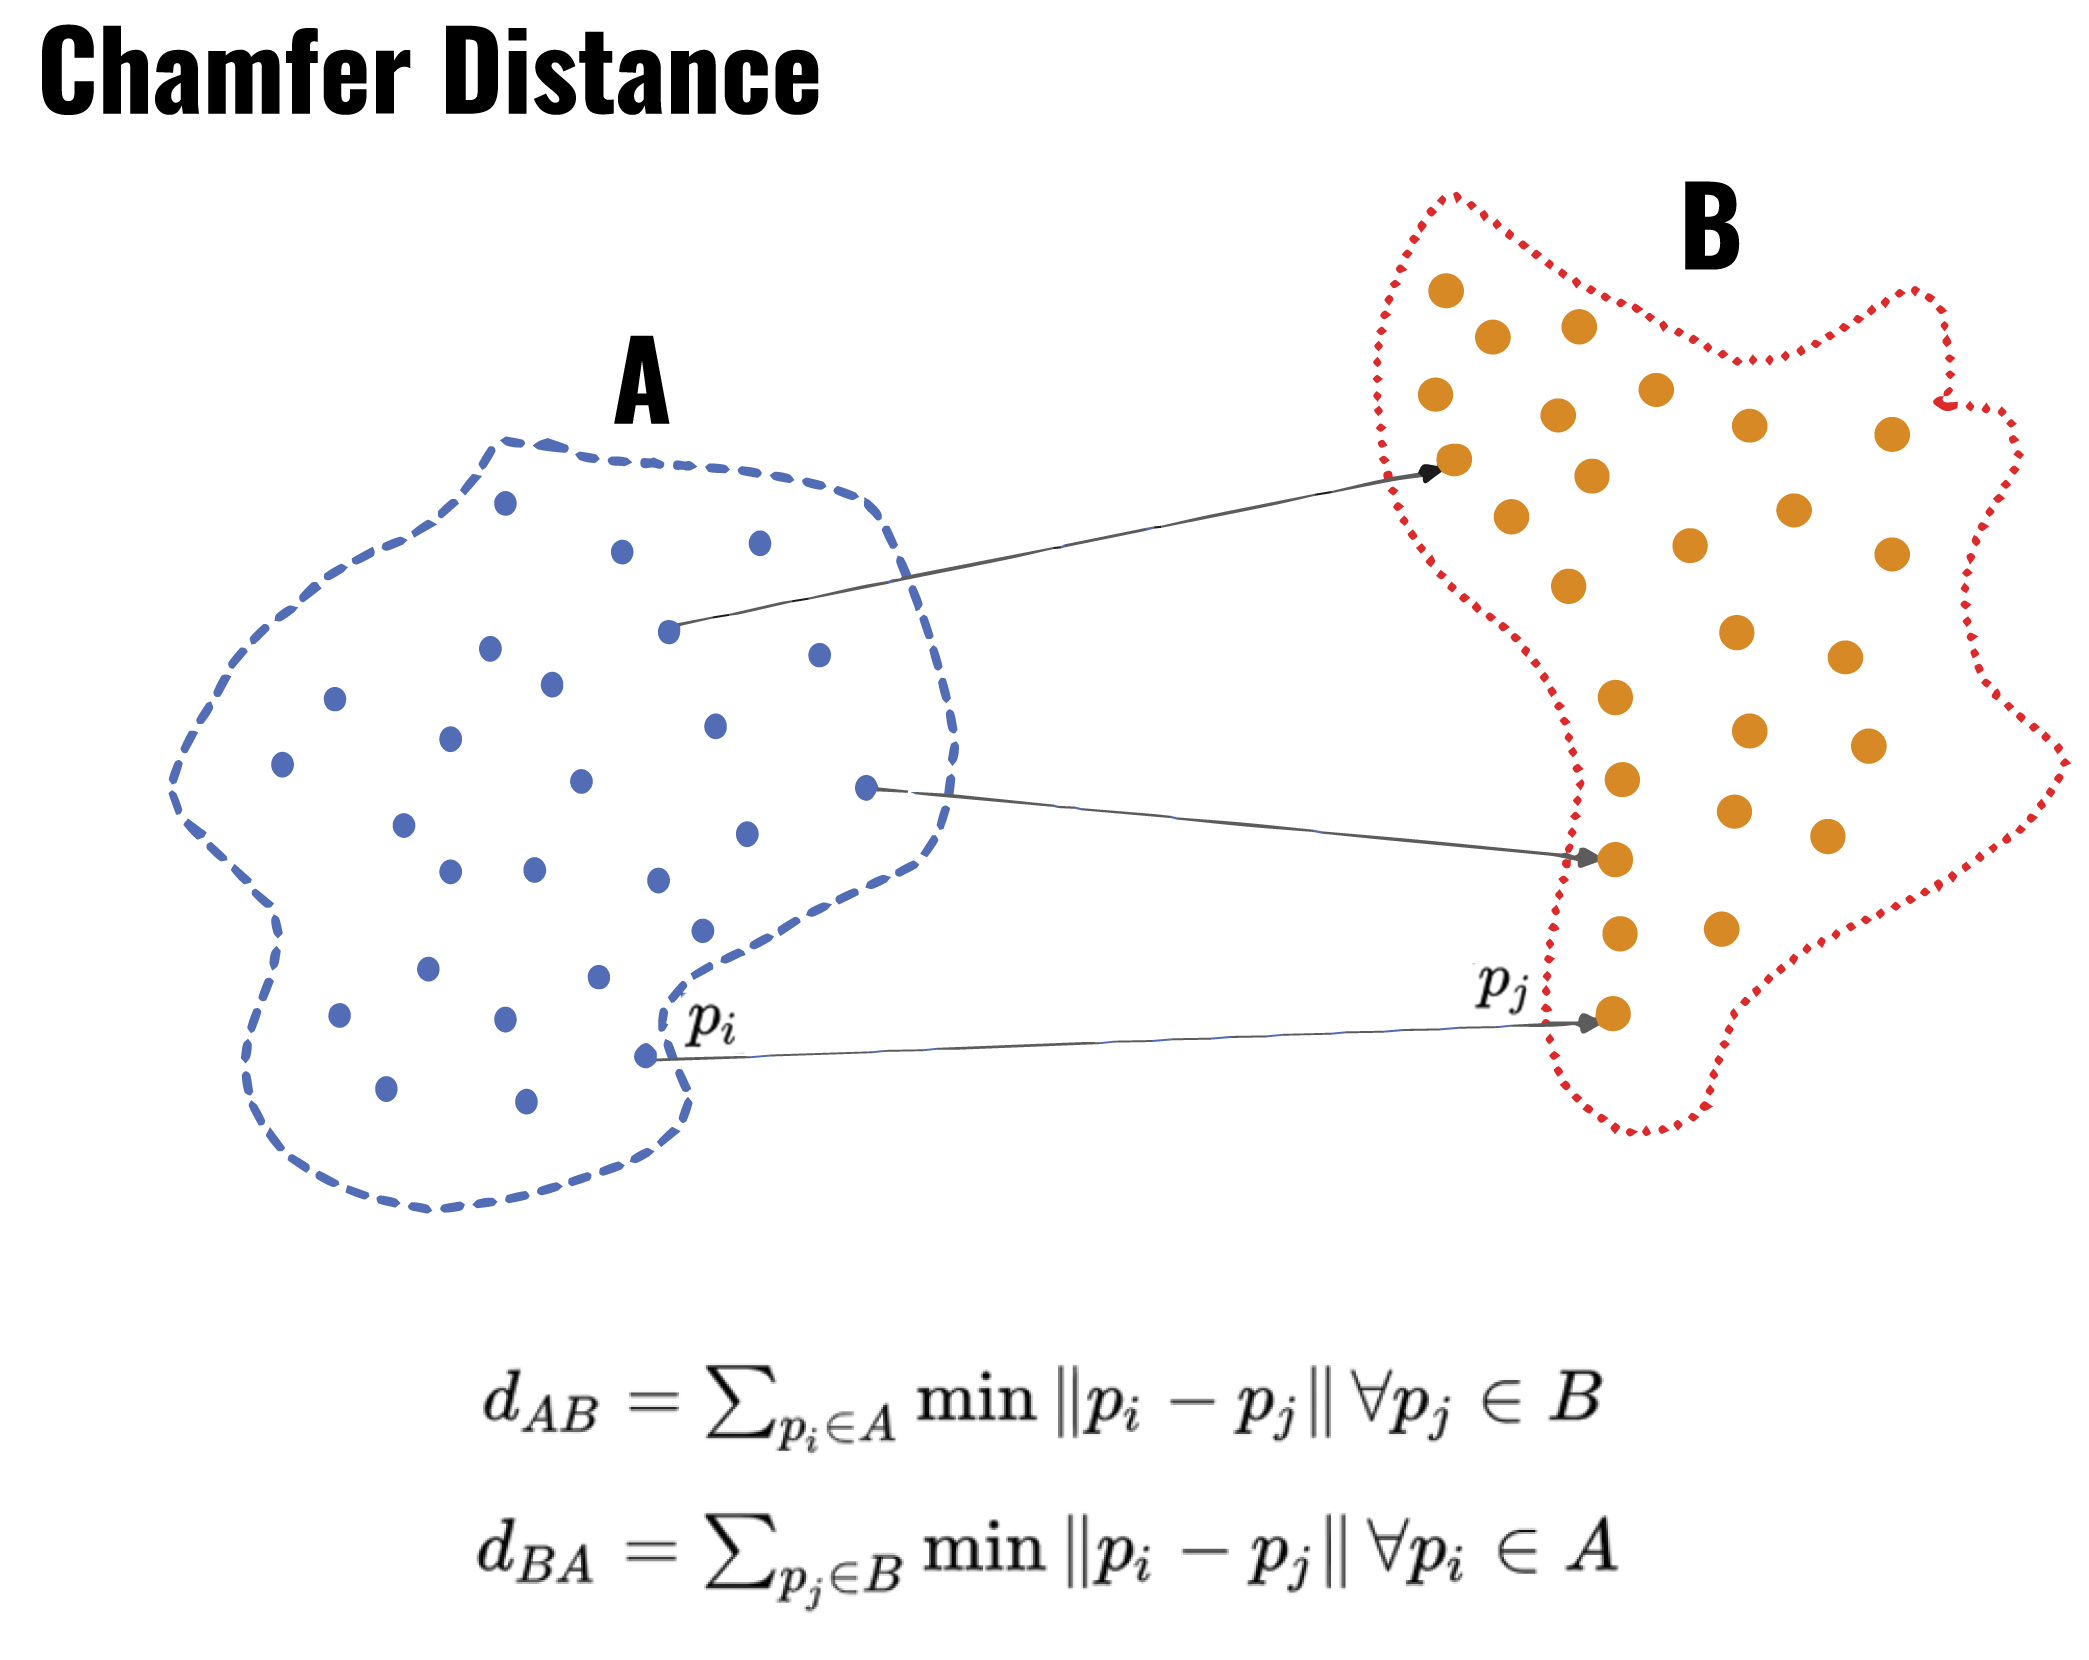 Chamfer Distance
B
A
p_j
p_i
d_{AB} = \sum_{p_i \in A} \min \|p_i - p_j\| \forall p_j \in B
d_{BA} = \sum_{p_j \in B} \min \|p_i - p_j\| \forall p_i \in A